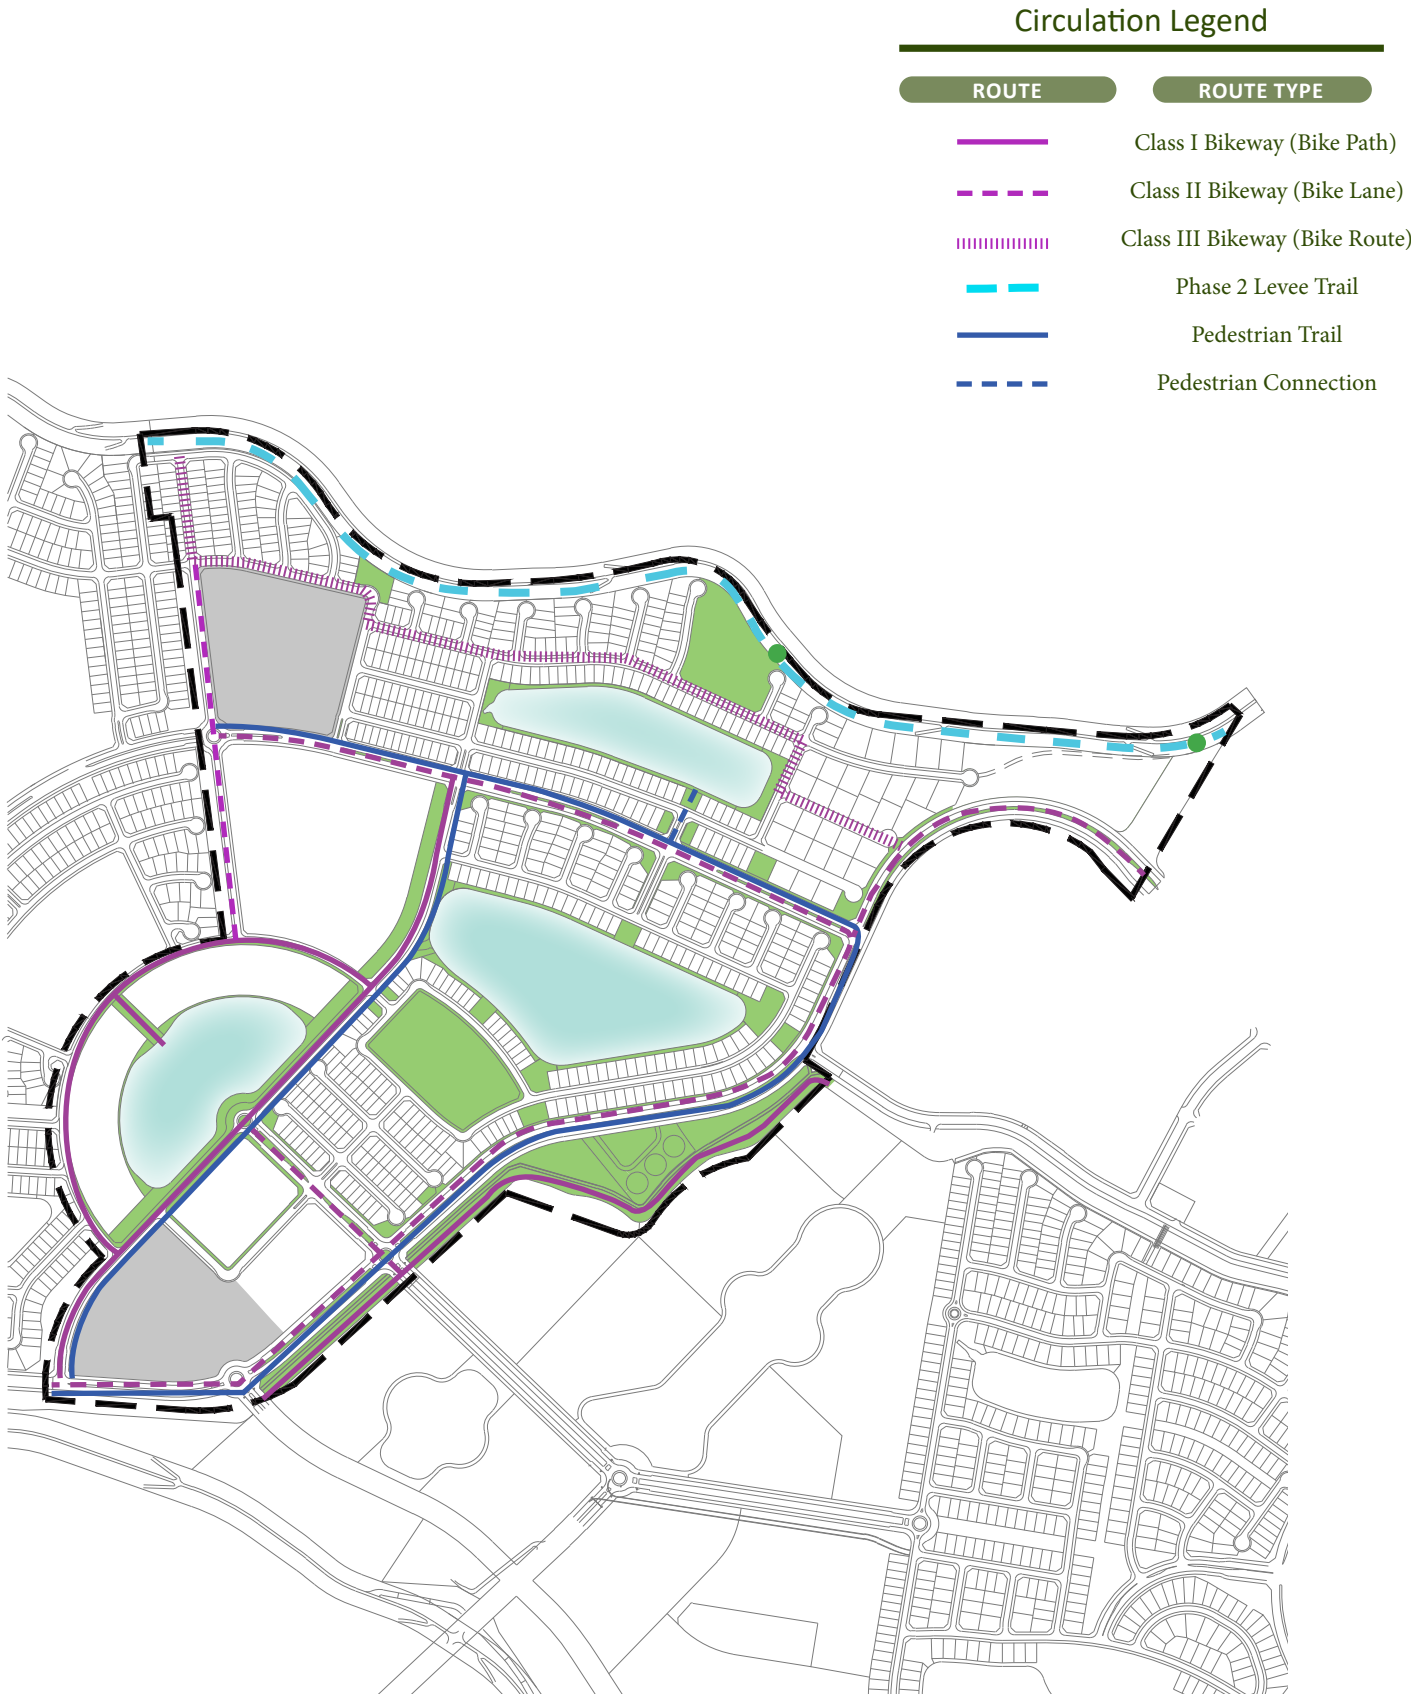 Circulation Legend
ROUTE ROUTE TYPE
Class I Bikeway (Bike Path)
Class II Bikeway (Bike Lane)
Class III Bikeway (Bike Route)
Phase 2 Levee Trail
Pedestrian Trail
Pedestrian Connection